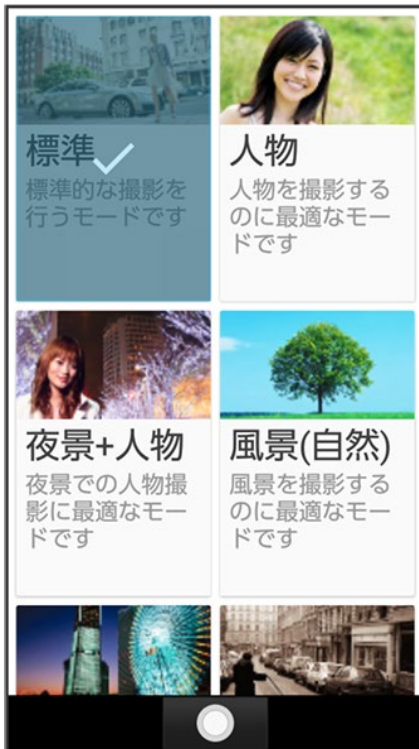 標準
標準的な撮影を
行うモードです
人物
人物を撮影する
のに最適なモー
ドです
夜景+人物
夜景での人物撮
影に最適なモー
ドです
風景(自然)
風景を撮影する
のに最適なモー
ドです